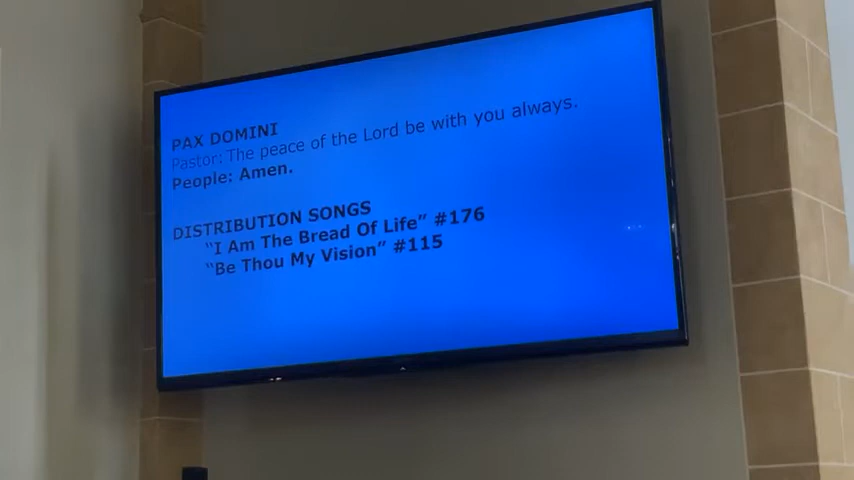 PAX DOMINI
Pastor: The peace of the Lord be with you always.
People: Amen.
DISTRIBUTION SONGS
“I Am The Bread Of Life” #176
“Be Thou My Vision” #115